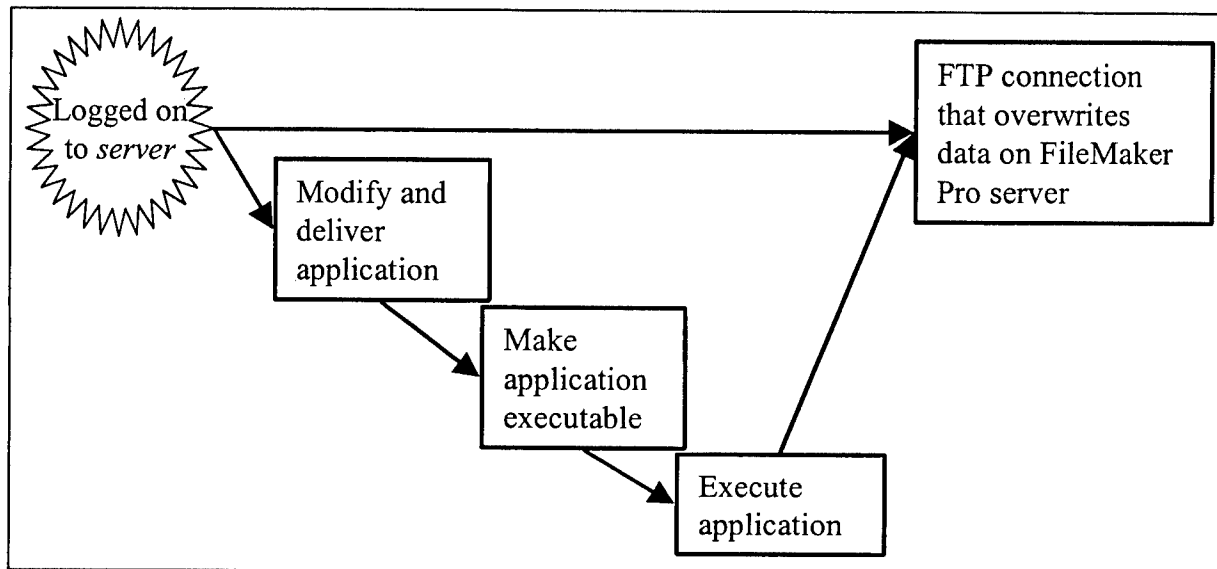 Logged on
to server
FTP connection
that overwrites
data on FileMaker
Pro server
Modify and
deliver
application
Make
application
executable
Execute
application